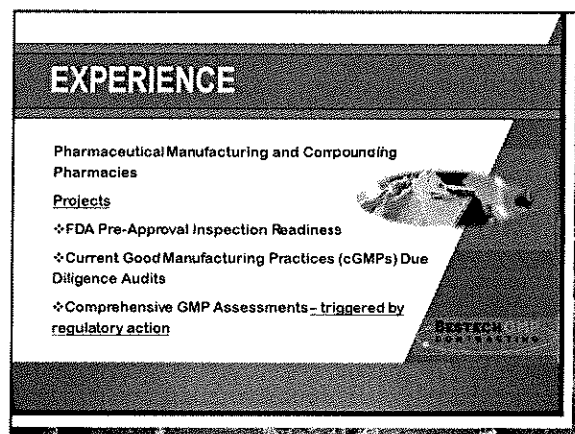 EXPERIENCE
Pharmaceutical Manufacturing and Compounding
Pharmacies
Projects
❖FDA Pre-Approval Inspection Readiness
❖Current Good Manufacturing Practices (cGMPs) Due
Diligence Audits
❖Comprehensive GMP Assessments – triggered by
regulatory action
BESTECH
CONTRACTING